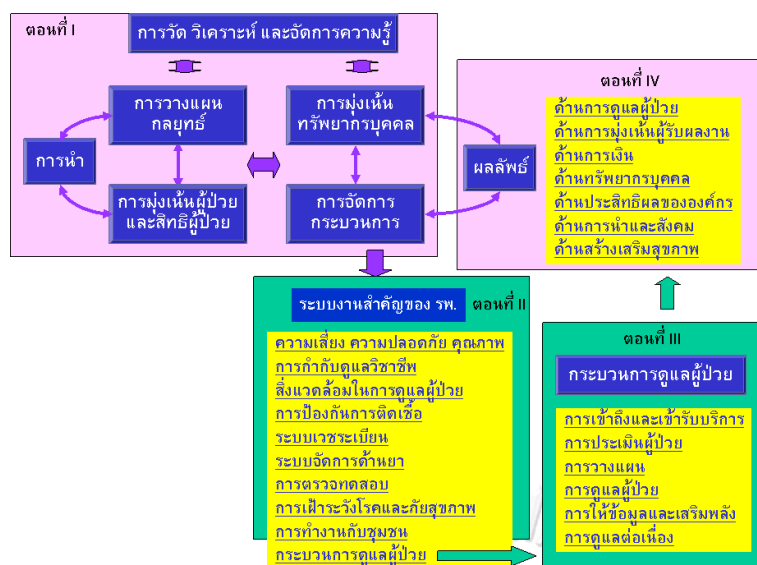 ตอนที่ I
การวัด วิเคราะห์ และจัดการความรู้
การวางแผน
กลยุทธ์
การมุ่งเน้น
ทรัพยากรบุคคล
การนำ
ผลลัพธ์
การมุ่งเน้นผู้ป่วย
และสิทธิผู้ป่วย
การจัดการ
กระบวนการ
ตอนที่ IV
ด้านการดูแลผู้ป่วย
ด้านการมุ่งเน้นผู้รับผลงาน
ด้านการเงิน
ด้านทรัพยากรบุคคล
ด้านประสิทธิผลขององค์กร
ด้านการนำและสังคม
ด้านสร้างเสริมสุขภาพ
ระบบงานสำคัญของ รพ. ตอนที่ II
ความเสี่ยง ความปลอดภัย คุณภาพ
การกำกับดูแลวิชาชีพ
สิ่งแวดล้อมในการดูแลผู้ป่วย
การป้องกันการติดเชื้อ
ระบบเวชระเบียน
ระบบจัดการด้านยา
การตรวจทดสอบ
การเฝ้าระวังโรคและภัยสุขภาพ
การทำงานกับชุมชน
กระบวนการดูแลผู้ป่วย
ตอนที่ III
กระบวนการดูแลผู้ป่วย
การเข้าถึงและเข้ารับบริการ
การประเมินผู้ป่วย
การวางแผน
การดูแลผู้ป่วย
การให้ข้อมูลและเสริมพลัง
การดูแลต่อเนื่อง